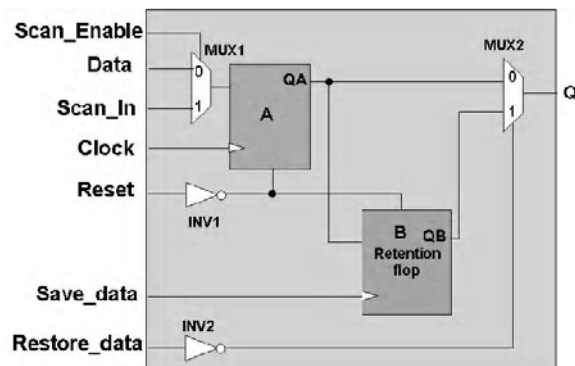 Scan_Enable
MUX1
MUX2
Data
0
QA
0
Q
Scan_In
1
A
1
Clock
Reset
INV1
B
QB
Retention
flop
Save_data
INV2
Restore_data